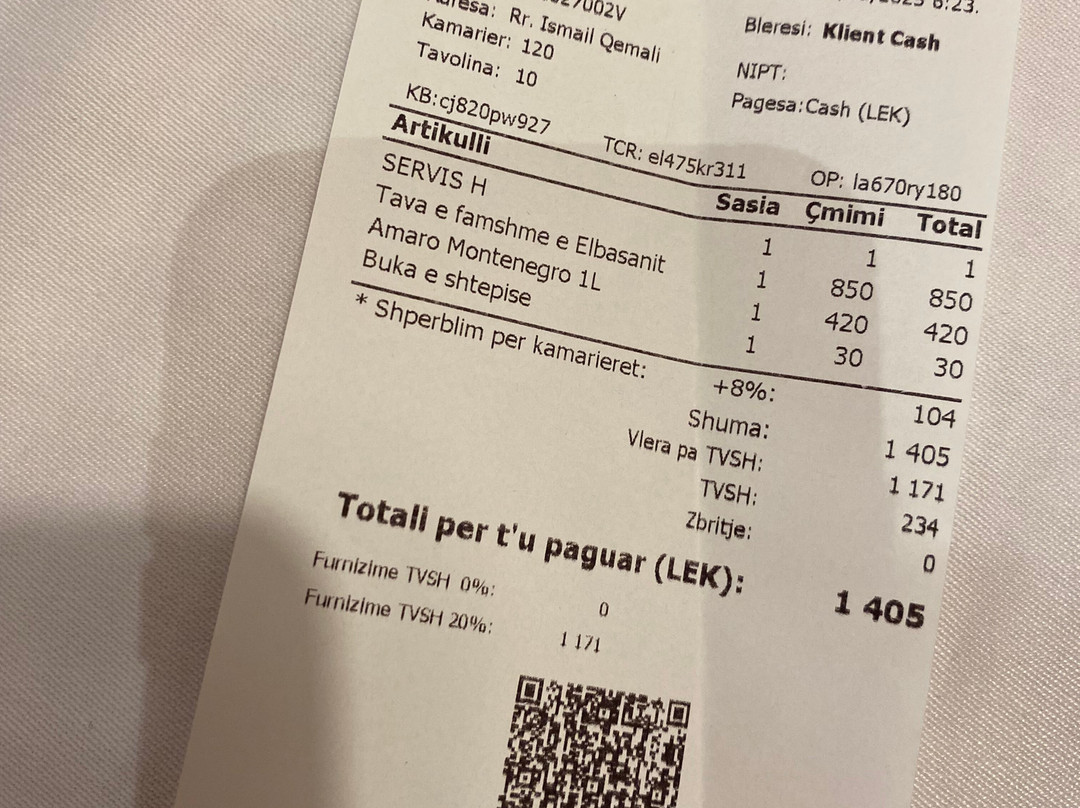 Rr. Ismail Qemali
Kamarier: 120
Tavolina: 10
Bleresi: Klient Cash
NIPT:
Pagesa:Cash (LEK)
KB:cj820pw927 TCR: el475kr311 OP: la670ry180
Artikulli Sasia Çmimi Total
SERVIS H 1 1 1
Tava e famshme e Elbasanit 1 850 850
Amaro Montenegro 1L 1 420 420
Buka e shtepise 1 30 30
* Shperblim per kamarieret: +8%: 104
Shuma: 1 405
Vlera pa TVSH: 1 171
TVSH: 234
Zbritje: 0
Totali per t'u paguar (LEK): 1 405
Furnizime TVSH 0%: 0
Furnizime TVSH 20%: 1 171